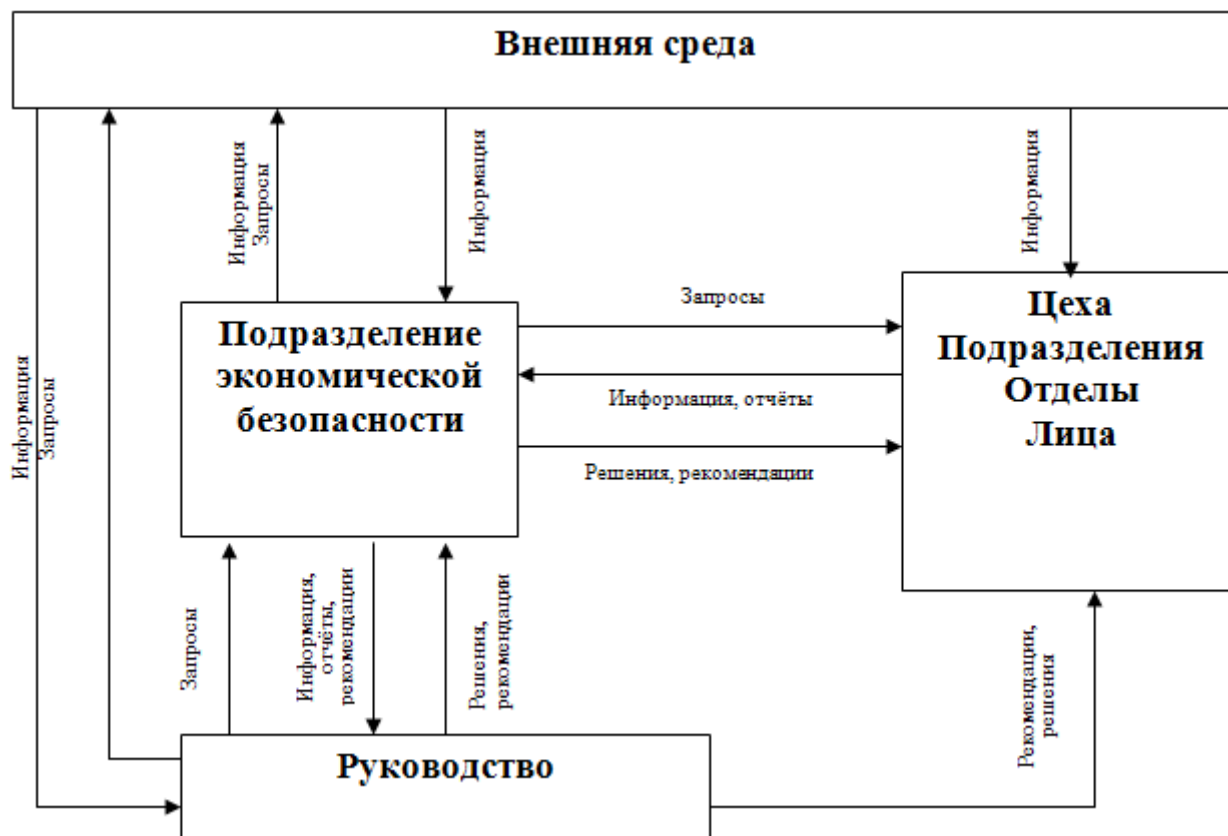 Внешняя среда
Информация
Запросы
Информация
Информация
Запросы
Подразделение
экономической
безопасности
Информация, отчёты
Решения, рекомендации
Цеха
Подразделения
Отделы
Лица
Информация
Запросы
Запросы
Информация,
отчёты,
рекомендации
Решения,
рекомендации
Рекомендации,
решения
Руководство